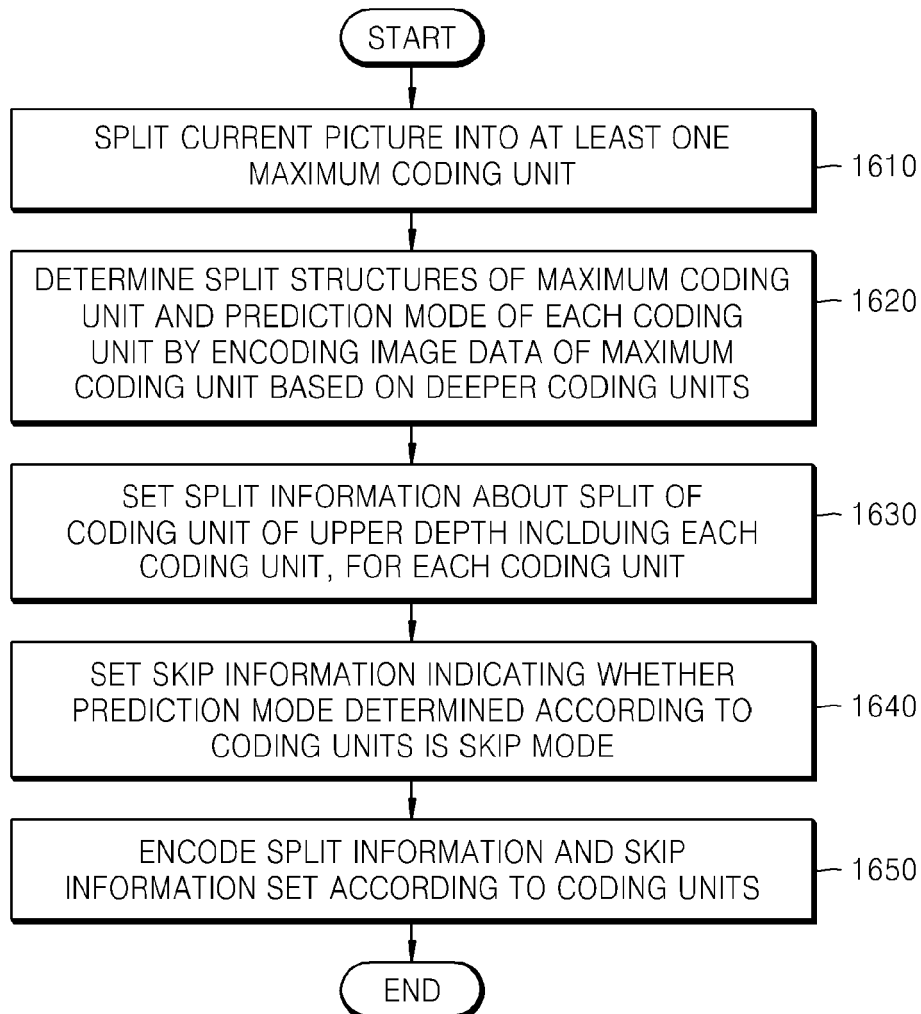 START
SPLIT CURRENT PICTURE INTO AT LEAST ONE
MAXIMUM CODING UNIT
1610
DETERMINE SPLIT STRUCTURES OF MAXIMUM CODING
UNIT AND PREDICTION MODE OF EACH CODING
UNIT BY ENCODING IMAGE DATA OF MAXIMUM
CODING UNIT BASED ON DEEPER CODING UNITS
1620
SET SPLIT INFORMATION ABOUT SPLIT OF
CODING UNIT OF UPPER DEPTH INCLDUING EACH
CODING UNIT, FOR EACH CODING UNIT
1630
SET SKIP INFORMATION INDICATING WHETHER
PREDICTION MODE DETERMINED ACCORDING TO
CODING UNITS IS SKIP MODE
1640
ENCODE SPLIT INFORMATION AND SKIP
INFORMATION SET ACCORDING TO CODING UNITS
1650
END